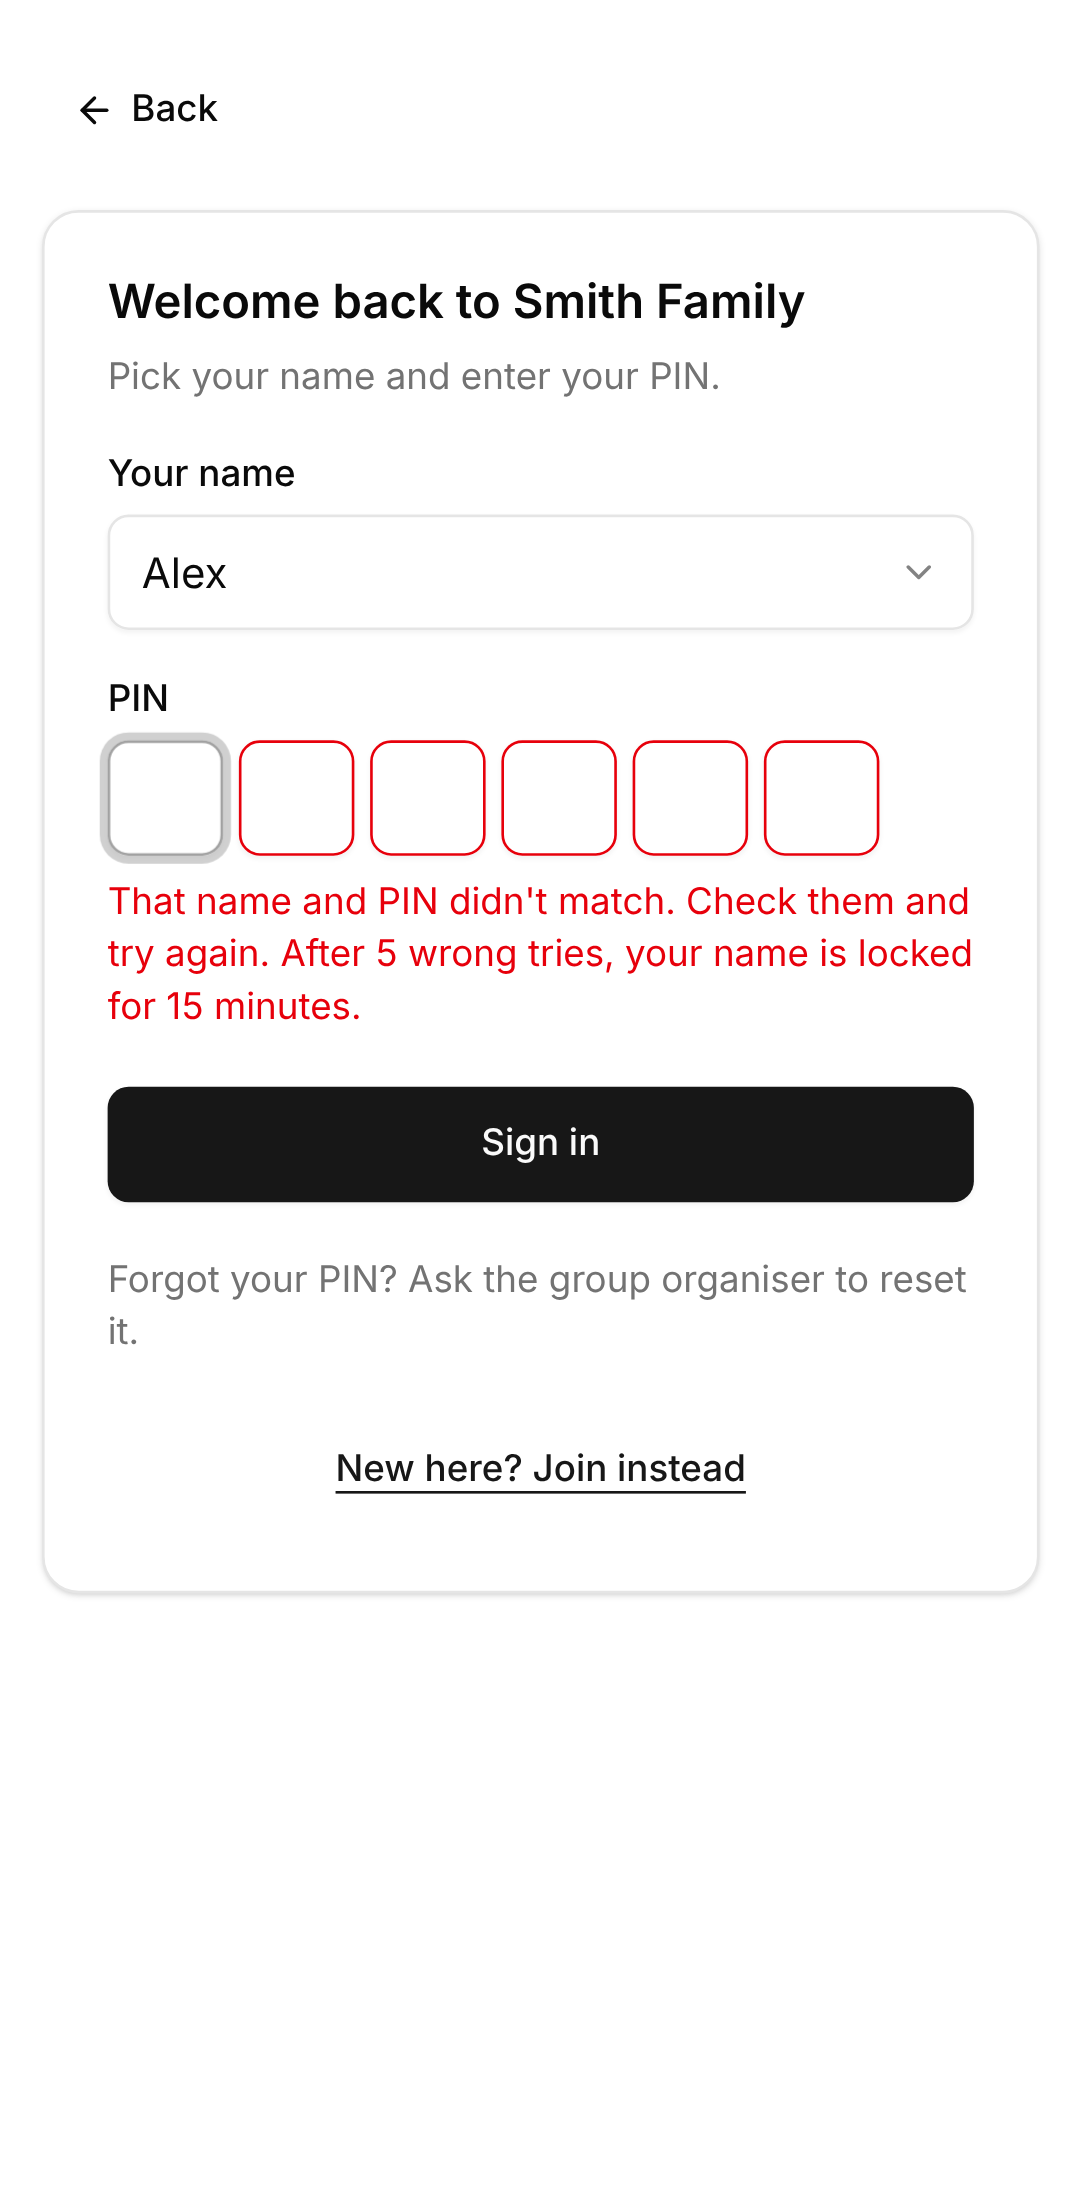 Back
Welcome back to Smith Family
Pick your name and enter your PIN.
Your name
Alex
PIN
That name and PIN didn't match. Check them and
try again. After 5 wrong tries, your name is locked
for 15 minutes.
Sign in
Forgot your PIN? Ask the group organiser to reset
it.
New here? Join instead